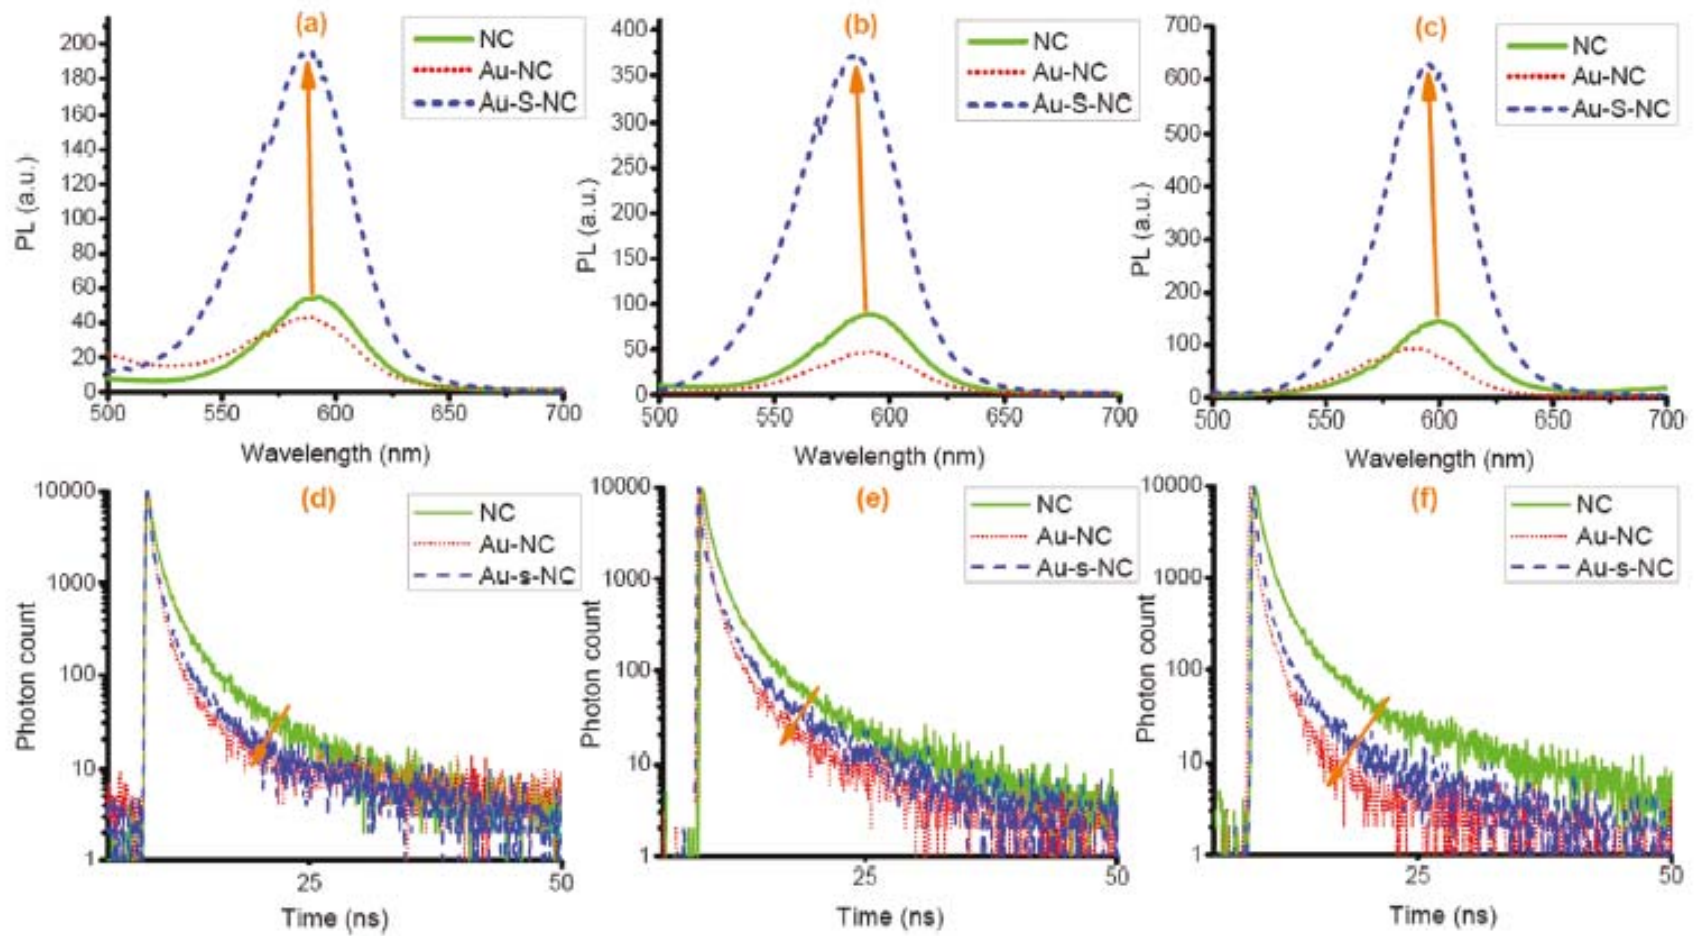 (a)
NC
Au-NC
Au-S-NC
PL (a.u.)
200
180
160
140
120
100
80
60
40
20
0
500
550
600
650
700
Wavelength (nm)
(b)
NC
Au-NC
Au-S-NC
PL (a.u.)
400
350
300
250
200
150
100
50
0
500
550
600
650
700
Wavelength (nm)
(c)
NC
Au-NC
Au-S-NC
PL (a.u.)
700
600
500
400
300
200
100
0
500
550
600
650
700
Wavelength (nm)
(d)
NC
Au-NC
Au-s-NC
Photon count
10000
1000
100
10
1
25
50
Time (ns)
(e)
NC
Au-NC
Au-s-NC
Photon count
10000
1000
100
10
1
25
50
Time (ns)
(f)
NC
Au-NC
Au-s-NC
Photon count
10000
1000
100
10
1
25
50
Time (ns)